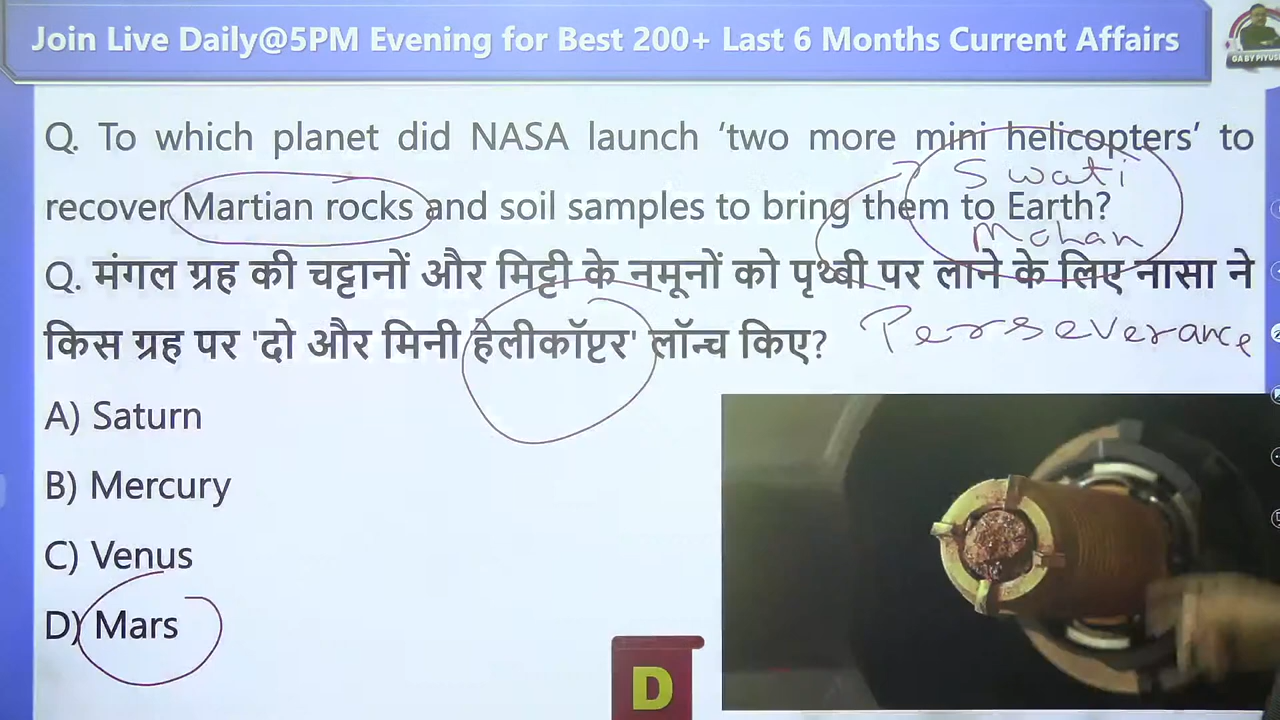 Join Live Daily@5PM Evening for Best 200+ Last 6 Months Current Affairs
Q. To which planet did NASA launch ‘two more mini helicopters’ to
recover Martian rocks and soil samples to bring them to Earth?
Swati
Mohan
Q. मंगल ग्रह की चट्टानों और मिट्टी के नमूनों को पृथ्वी पर लाने के लिए नासा ने
किस ग्रह पर 'दो और मिनी हेलीकॉप्टर' लॉन्च किए?
Perseverance
A) Saturn
B) Mercury
C) Venus
D) Mars
D